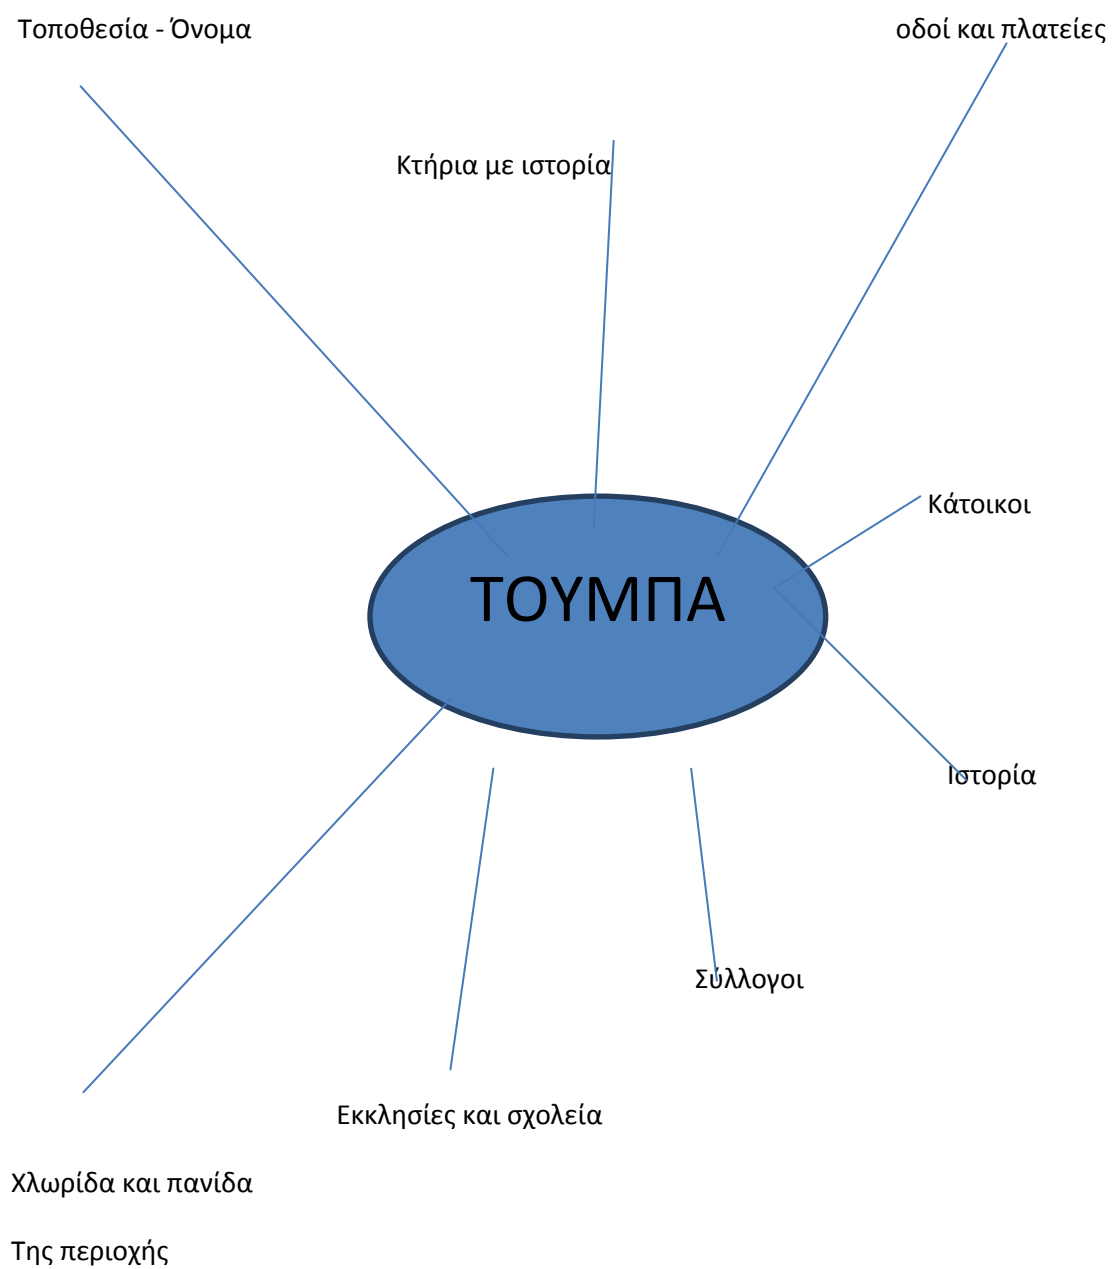 Τοποθεσία - Όνομα
οδοί και πλατείες
Κτήρια με ιστορία
Κάτοικοι
ΤΟΥΜΠΑ
Ιστορία
Σύλλογοι
Εκκλησίες και σχολεία
Χλωρίδα και πανίδα
Της περιοχής